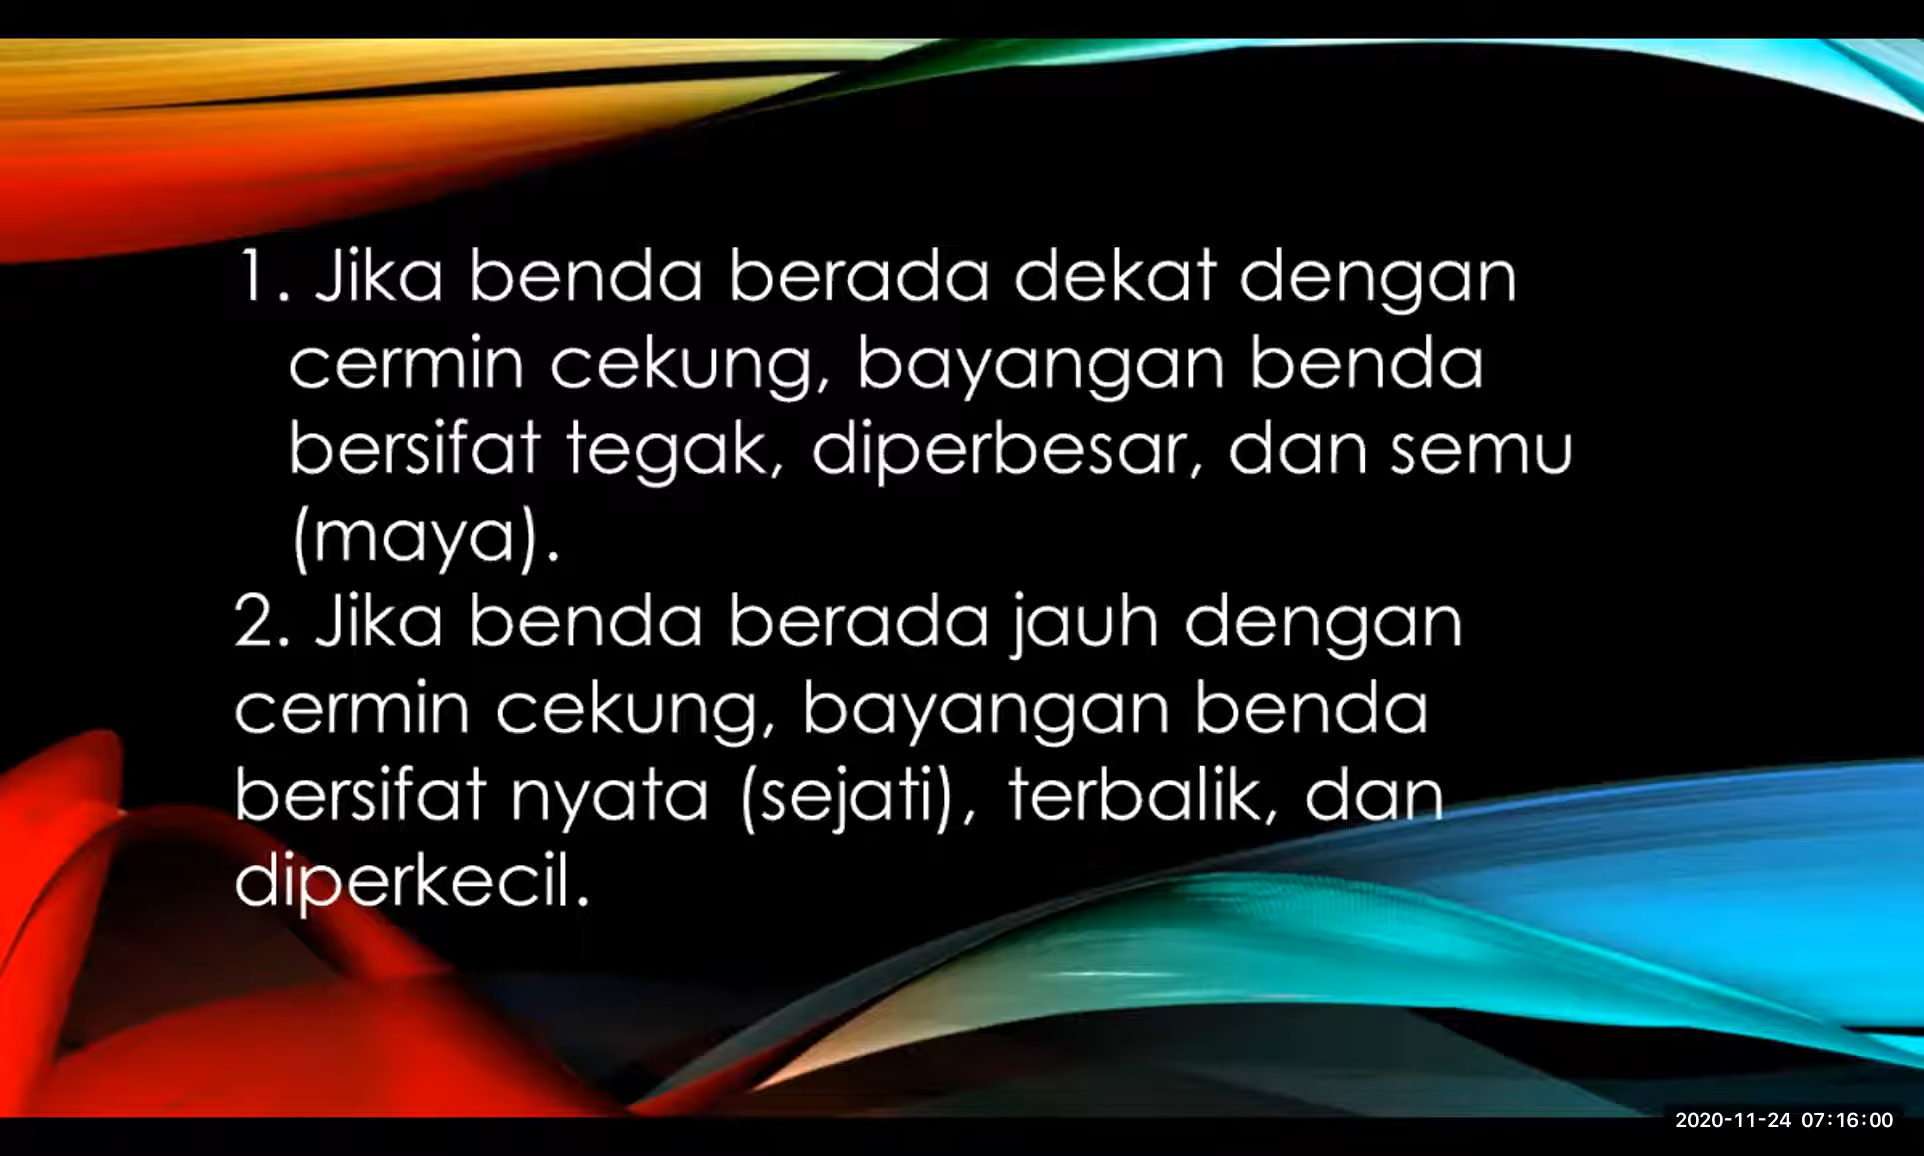 1. Jika benda berada dekat dengan
cermin cekung, bayangan benda
bersifat tegak, diperbesar, dan semu
(maya).
2. Jika benda berada jauh dengan
cermin cekung, bayangan benda
bersifat nyata (sejati), terbalik, dan
diperkecil.
2020-11-24 07:16:00